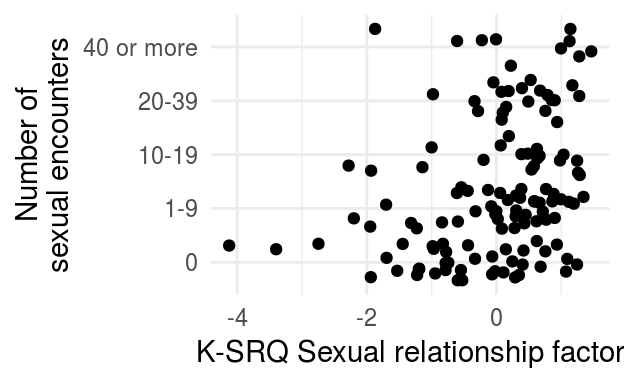 Number of
sexual encounters
40 or more
20-39
10-19
1-9
0
-4
-2
0
K-SRQ Sexual relationship factor